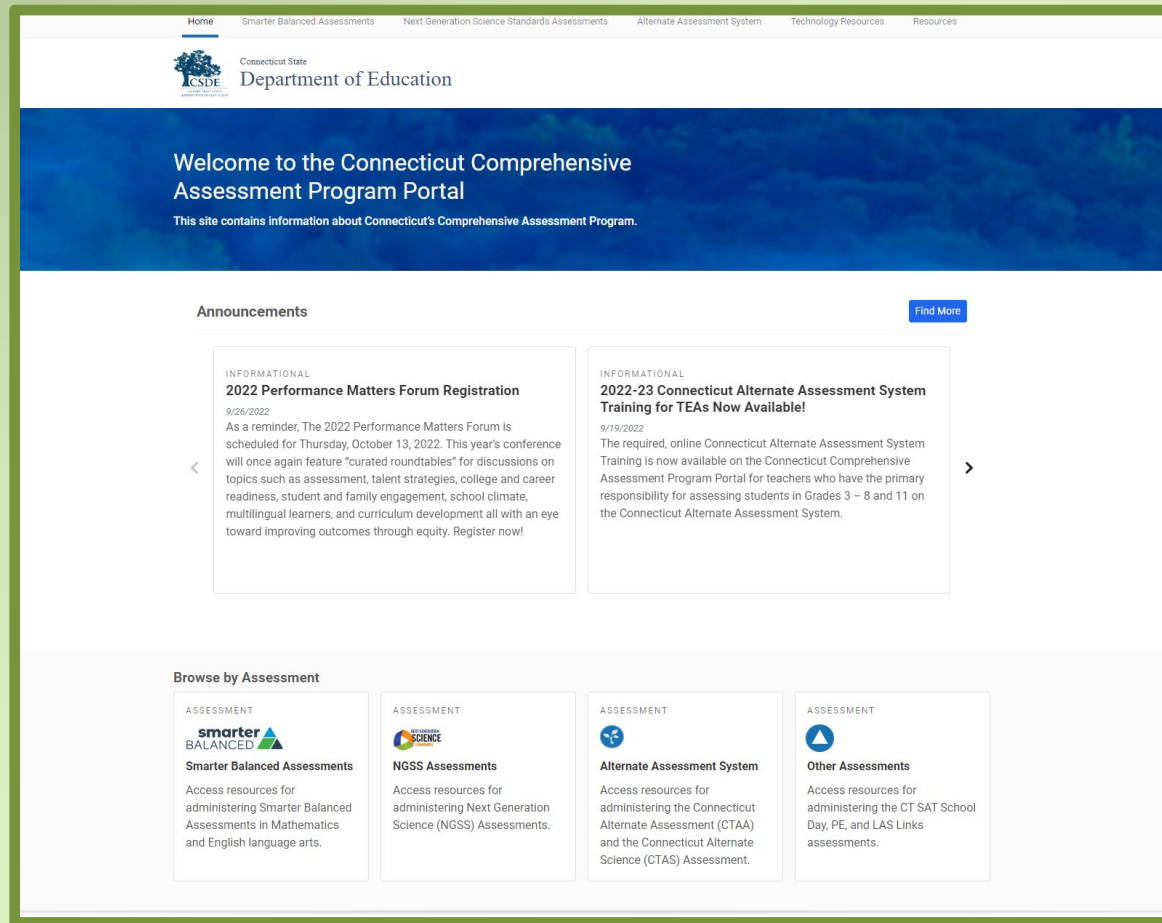 Home Smarter Balanced Assessments Next Generation Science Standards Assessments Alternate Assessment System Technology Resources Resources
CSDE
Connecticut State
Department of Education
Welcome to the Connecticut Comprehensive
Assessment Program Portal
This site contains information about Connecticut's Comprehensive Assessment Program.
Announcements
Find More
INFORMATIONAL
2022 Performance Matters Forum Registration
9/26/2022
As a reminder, The 2022 Performance Matters Forum is
scheduled for Thursday, October 13, 2022. This year's conference
will once again feature "curated roundtables" for discussions on
topics such as assessment, talent strategies, college and career
readiness, student and family engagement, school climate,
multilingual learners, and curriculum development all with an eye
toward improving outcomes through equity. Register now!
INFORMATIONAL
2022-23 Connecticut Alternate Assessment System
Training for TEAs Now Available!
9/19/2022
The required, online Connecticut Alternate Assessment System
Training is now available on the Connecticut Comprehensive
Assessment Program Portal for teachers who have the primary
responsibility for assessing students in Grades 3 – 8 and 11 on
the Connecticut Alternate Assessment System.
Browse by Assessment
ASSESSMENT
smarter
BALANCED
Smarter Balanced Assessments
Access resources for
administering Smarter Balanced
Assessments in Mathematics
and English language arts.
ASSESSMENT
NEXT GENERATION
SCIENCE
NGSS Assessments
Access resources for
administering Next Generation
Science (NGSS) Assessments.
ASSESSMENT
Alternate Assessment System
Access resources for
administering the Connecticut
Alternate Assessment (CTAA)
and the Connecticut Alternate
Science (CTAS) Assessment.
ASSESSMENT
Other Assessments
Access resources for
administering the CT SAT School
Day, PE, and LAS Links
assessments.